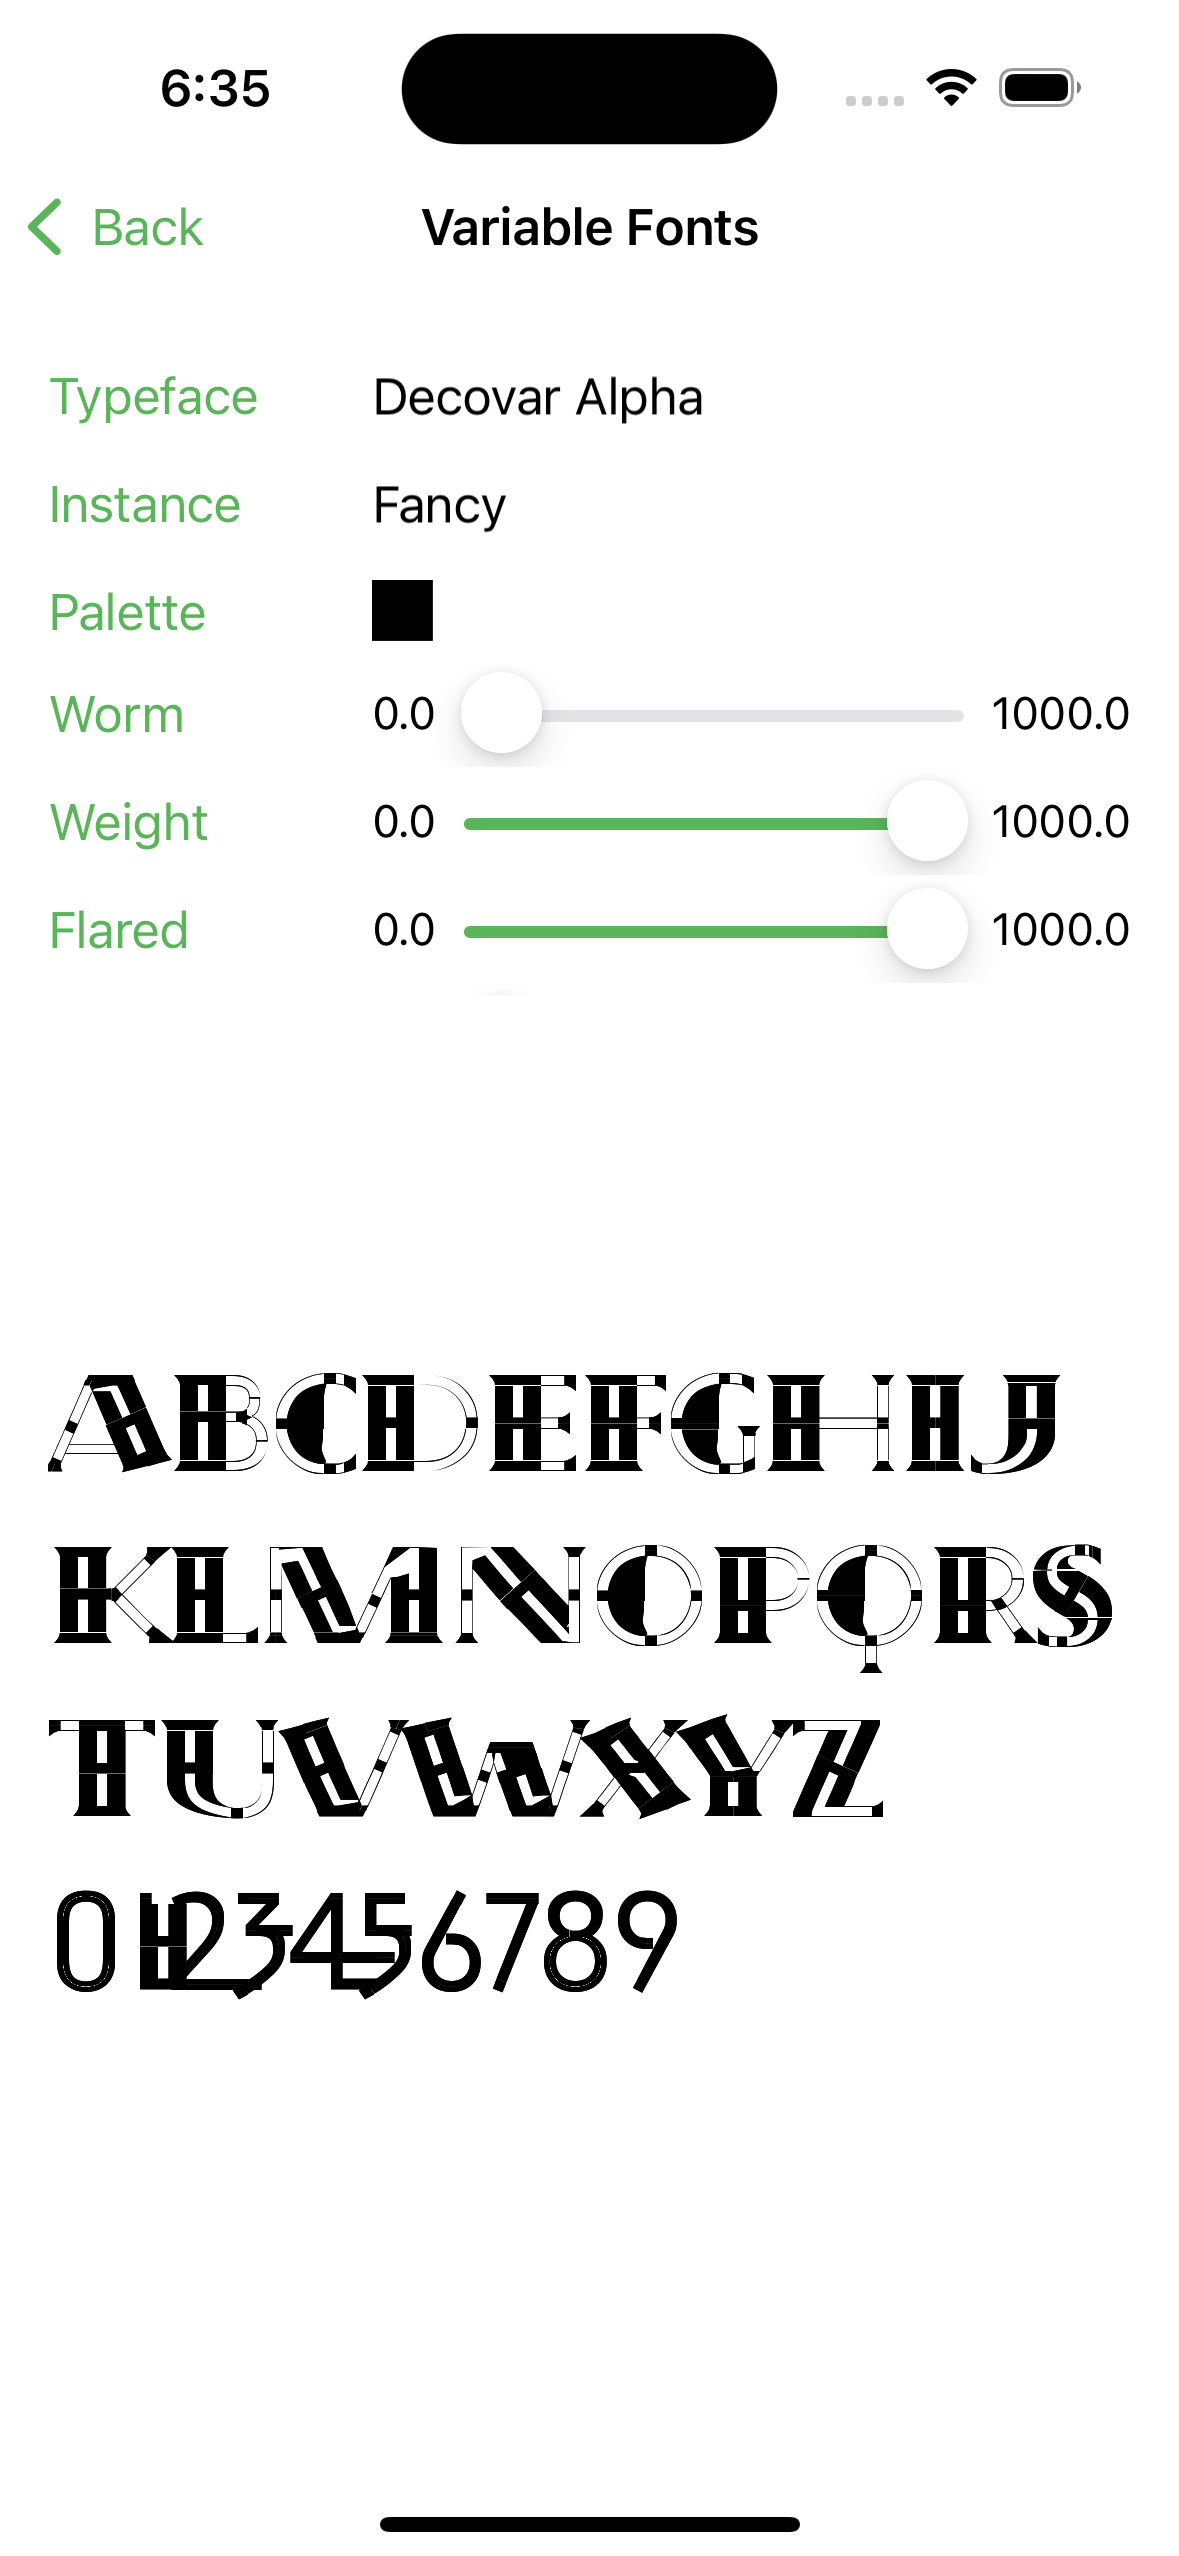 6:35
Back Variable Fonts
Typeface Decovar Alpha
Instance Fancy
Palette
Worm 0.0 1000.0
Weight 0.0 1000.0
Flared 0.0 1000.0
ABCDEFGHIJ
KLMNOPQRS
TUVWXYZ
0123456789